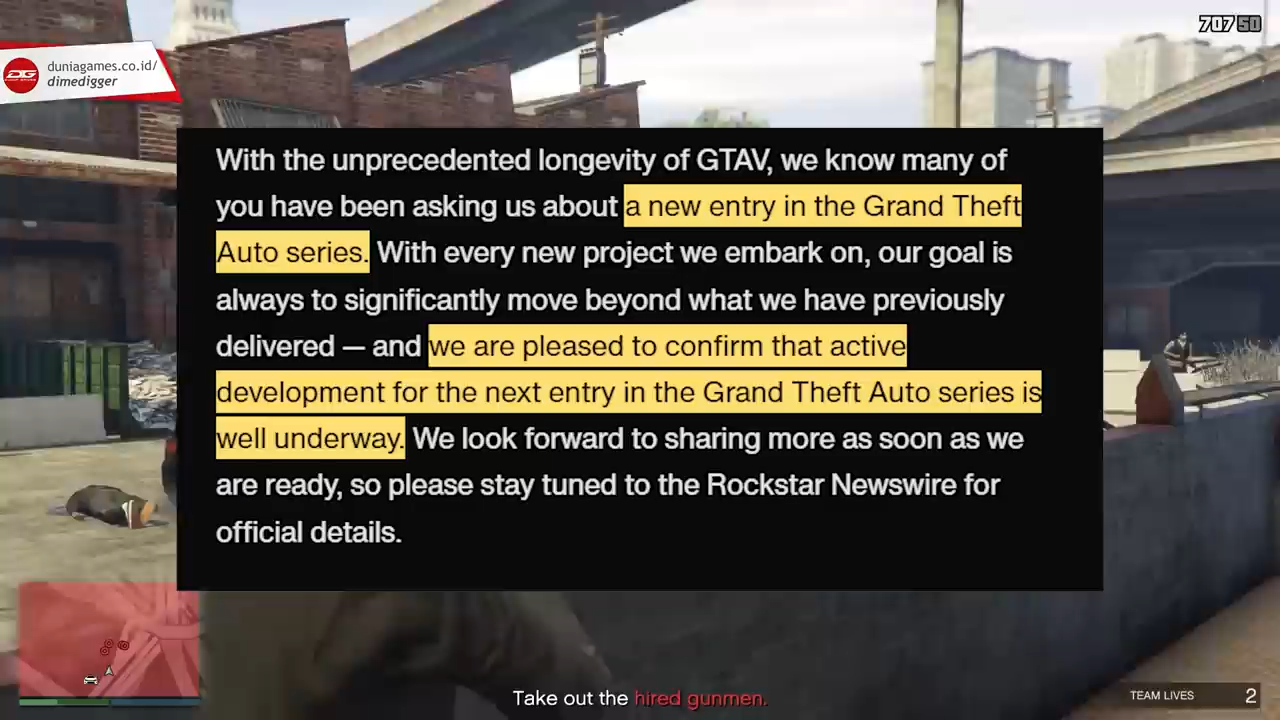 70750
DG
duniagames.co.id/
dimedigger
With the unprecedented longevity of GTAV, we know many of
you have been asking us about a new entry in the Grand Theft
Auto series. With every new project we embark on, our goal is
always to significantly move beyond what we have previously
delivered — and we are pleased to confirm that active
development for the next entry in the Grand Theft Auto series is
well underway. We look forward to sharing more as soon as we
are ready, so please stay tuned to the Rockstar Newswire for
official details.
Take out the hired gunmen.
TEAM LIVES 2